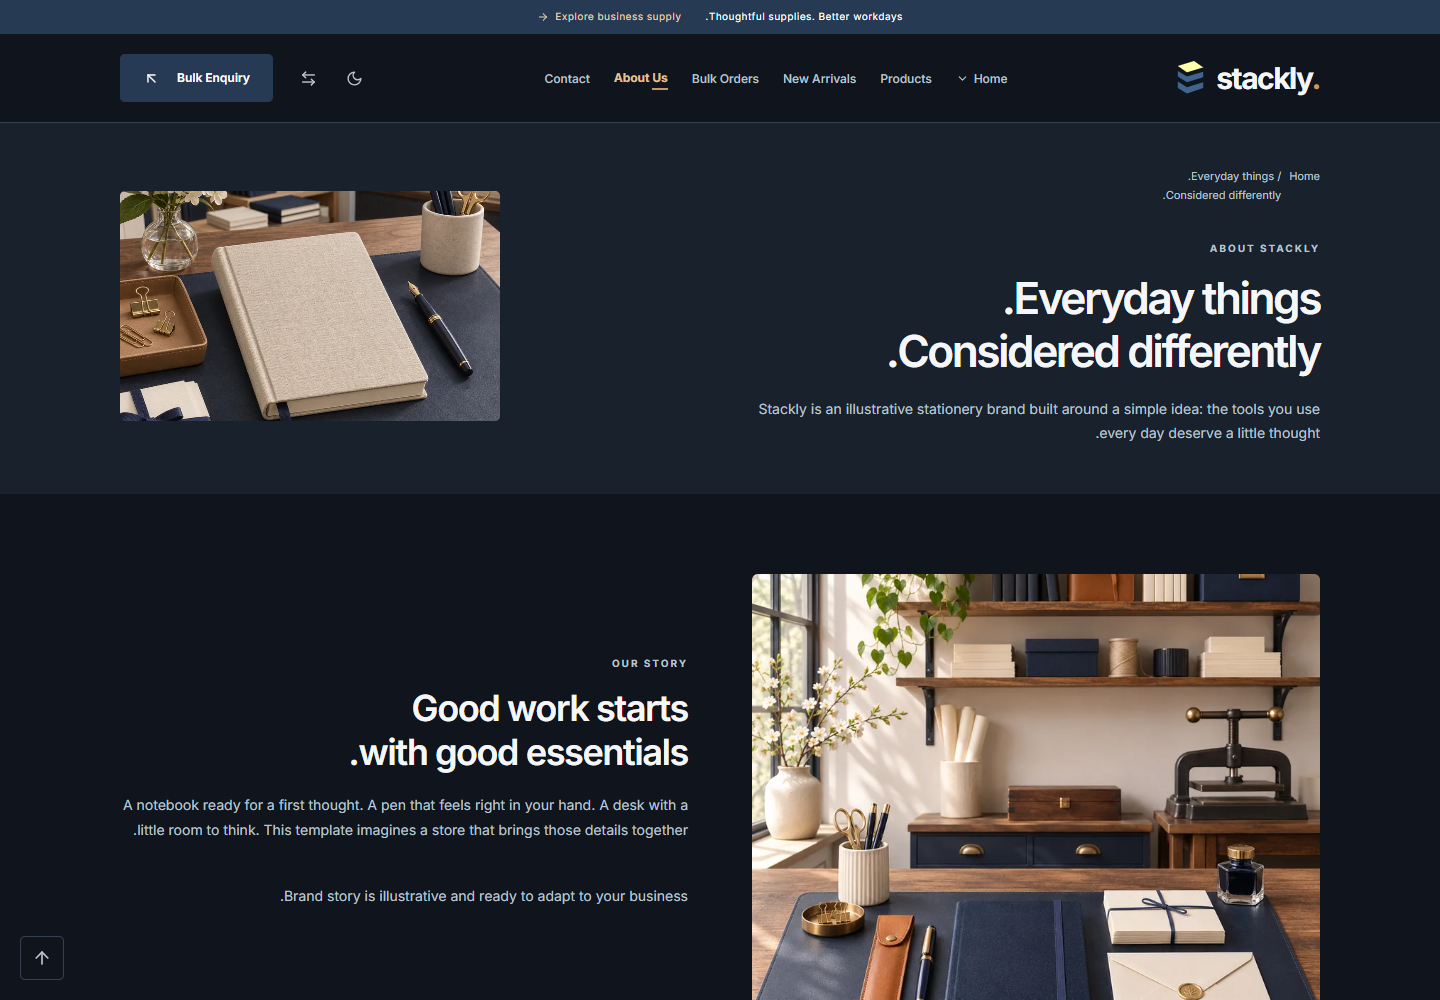 Explore business supply
.Thoughtful supplies. Better workdays
Bulk Enquiry
Contact
About Us
Bulk Orders
New Arrivals
Products
Home
stackly.
.Everyday things / Home
.Considered differently
ABOUT STACKLY
.Everyday things
.Considered differently
Stackly is an illustrative stationery brand built around a simple idea: the tools you use
.every day deserve a little thought
OUR STORY
Good work starts
.with good essentials
A notebook ready for a first thought. A pen that feels right in your hand. A desk with a
.little room to think. This template imagines a store that brings those details together
.Brand story is illustrative and ready to adapt to your business